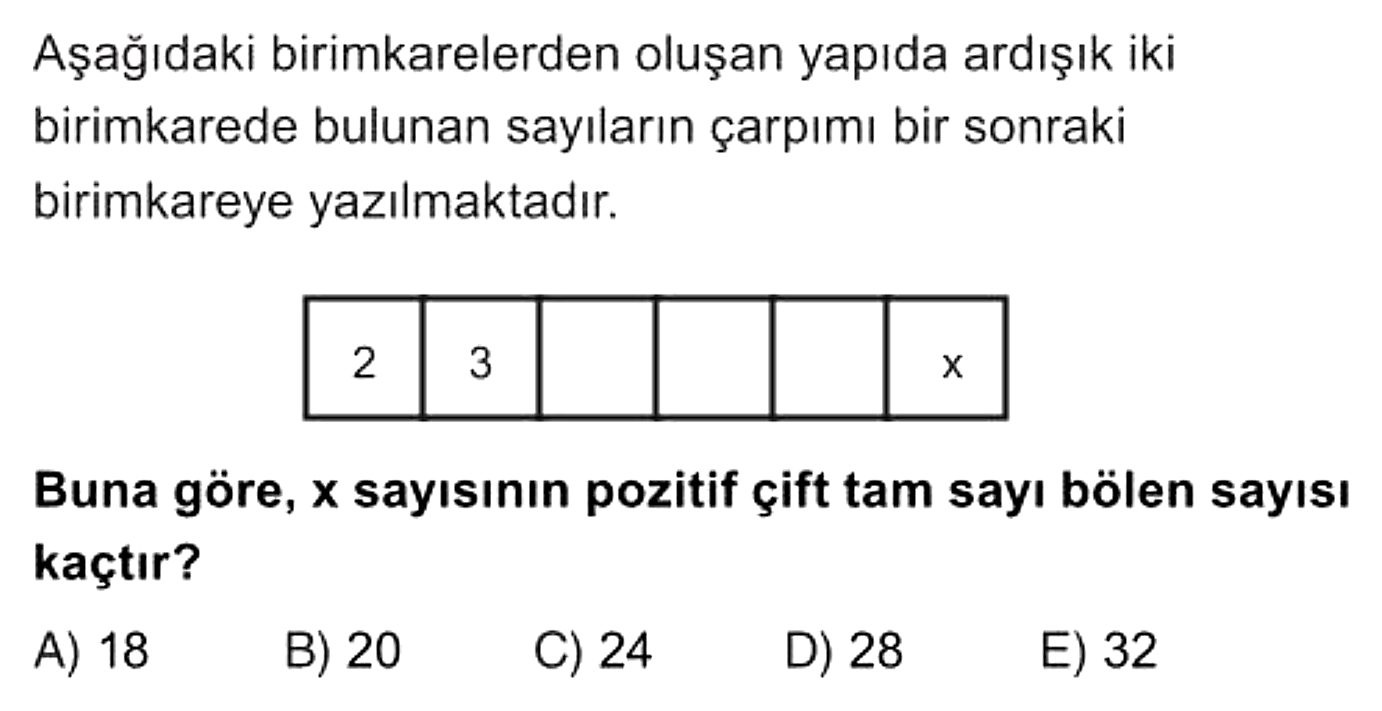 Aşağıdaki birimkarelerden oluşan yapıda ardışık iki
birimkarede bulunan sayıların çarpımı bir sonraki
birimkareye yazılmaktadır.
2 3 x
Buna göre, x sayısının pozitif çift tam sayı bölen sayısı
kaçtır?
A) 18 B) 20 C) 24 D) 28 E) 32